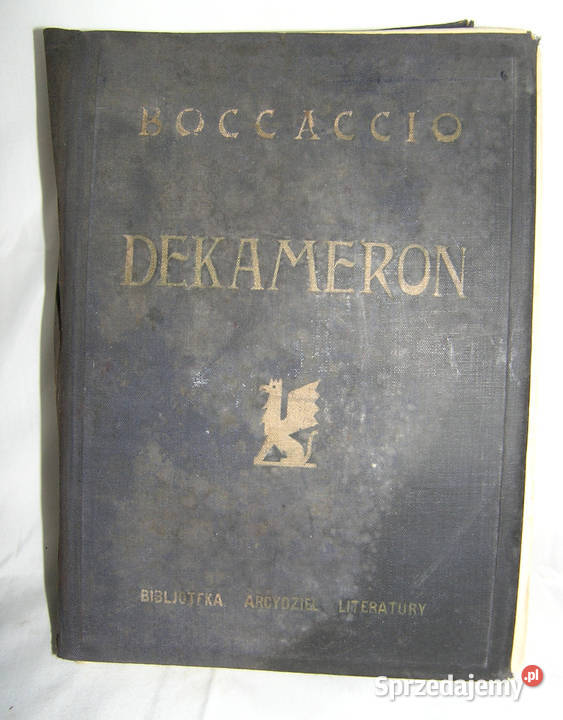 BOCCACCIO
DEKAMERON
BIBLJOTEKA ARCYDZIEŁ LITERATURY
Sprzedajemy.pl